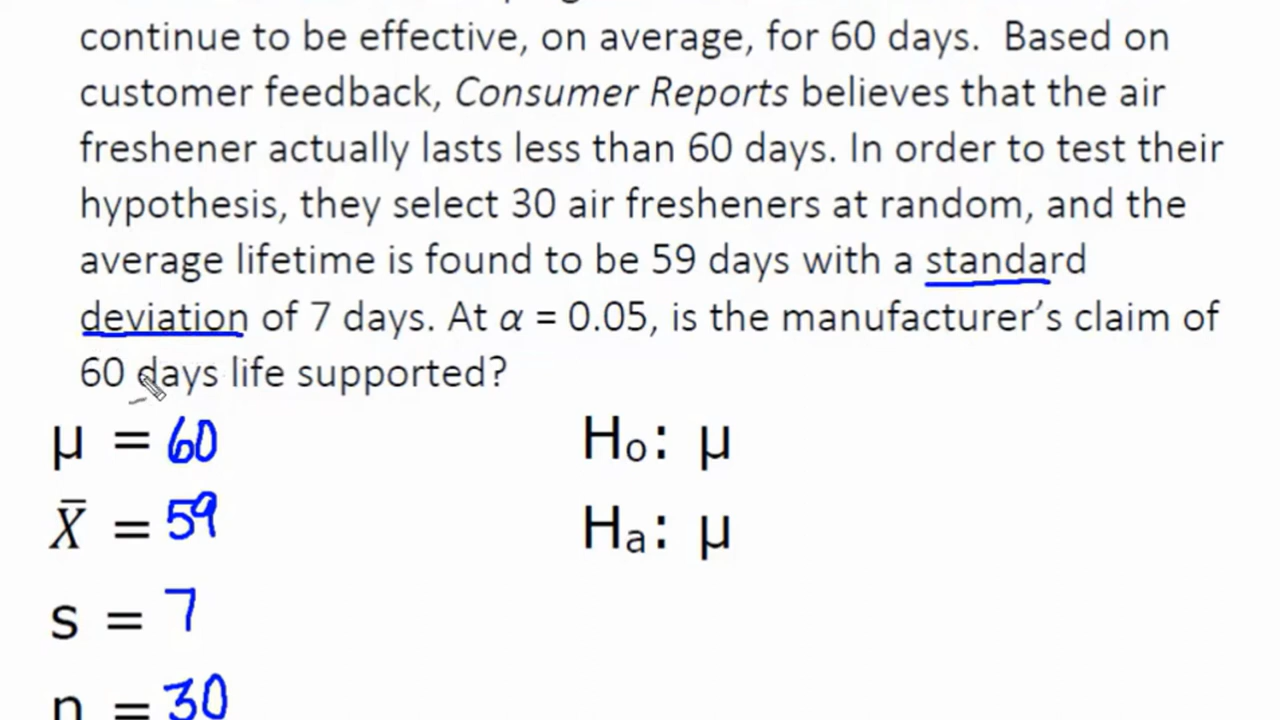 continue to be effective, on average, for 60 days. Based on
customer feedback, Consumer Reports believes that the air
freshener actually lasts less than 60 days. In order to test their
hypothesis, they select 30 air fresheners at random, and the
average lifetime is found to be 59 days with a standard
deviation of 7 days. At α = 0.05, is the manufacturer’s claim of
60 days life supported?
μ = 60
X̄ = 59
s = 7
n = 30
Ho: μ
Ha: μ